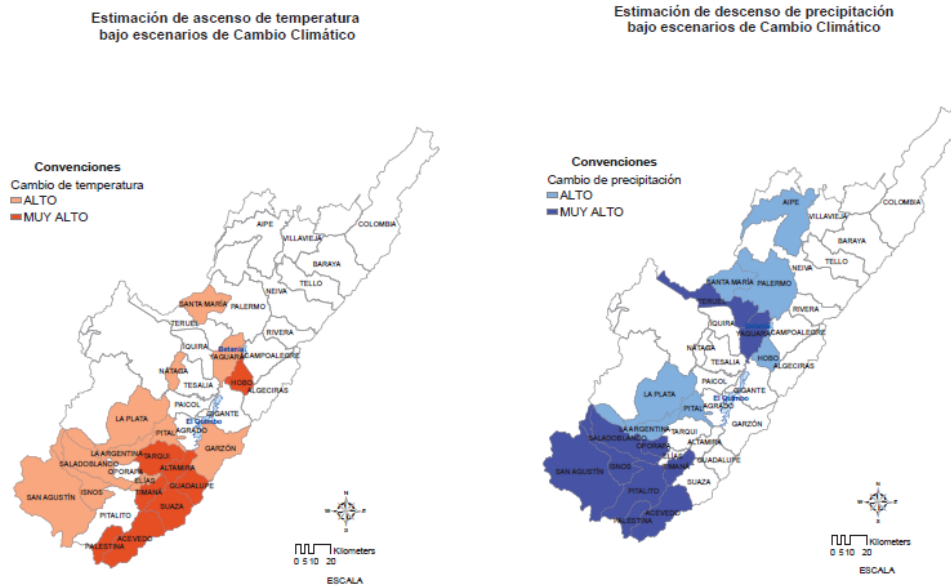 Estimación de ascenso de temperatura
bajo escenarios de Cambio Climático
Convenciones
Cambio de temperatura
ALTO
MUY ALTO
COLOMBIA
AIPE
VILLAVIEJA
BARAYA
TELLO
NEIVA
SANTA MARÍA
PALERMO
TERUEL
RIVERA
IQUIRA
Betania
YAGUARÁ
CAMPOALEGRE
NÁTAGA
TESALIA
HOBO
ALGECIRAS
PAICOL
GIGANTE
LA PLATA
El Quimbo
PITAL
AGRADO
GARZÓN
LA ARGENTINA
TARQUI
SALADOBLANCO
ALTAMIRA
OPORAPA
ELÍAS
GUADALUPE
SAN AGUSTÍN
ISNOS
TIMANÁ
SUAZA
PITALITO
ACEVEDO
PALESTINA
N
W
E
S
Kilometers
0 5 10 20
ESCALA
Estimación de descenso de precipitación
bajo escenarios de Cambio Climático
Convenciones
Cambio de precipitación
ALTO
MUY ALTO
COLOMBIA
AIPE
VILLAVIEJA
BARAYA
TELLO
NEIVA
SANTA MARÍA
PALERMO
TERUEL
RIVERA
IQUIRA
YAGUARÁ
CAMPOALEGRE
NÁTAGA
TESALIA
HOBO
ALGECIRAS
PAICOL
GIGANTE
LA PLATA
El Quimbo
PITAL
AGRADO
GARZÓN
LA ARGENTINA
TARQUI
SALADOBLANCO
ALTAMIRA
OPORAPA
ELÍAS
GUADALUPE
SAN AGUSTÍN
ISNOS
TIMANÁ
SUAZA
PITALITO
ACEVEDO
PALESTINA
N
W
E
S
Kilometers
0 5 10 20
ESCALA